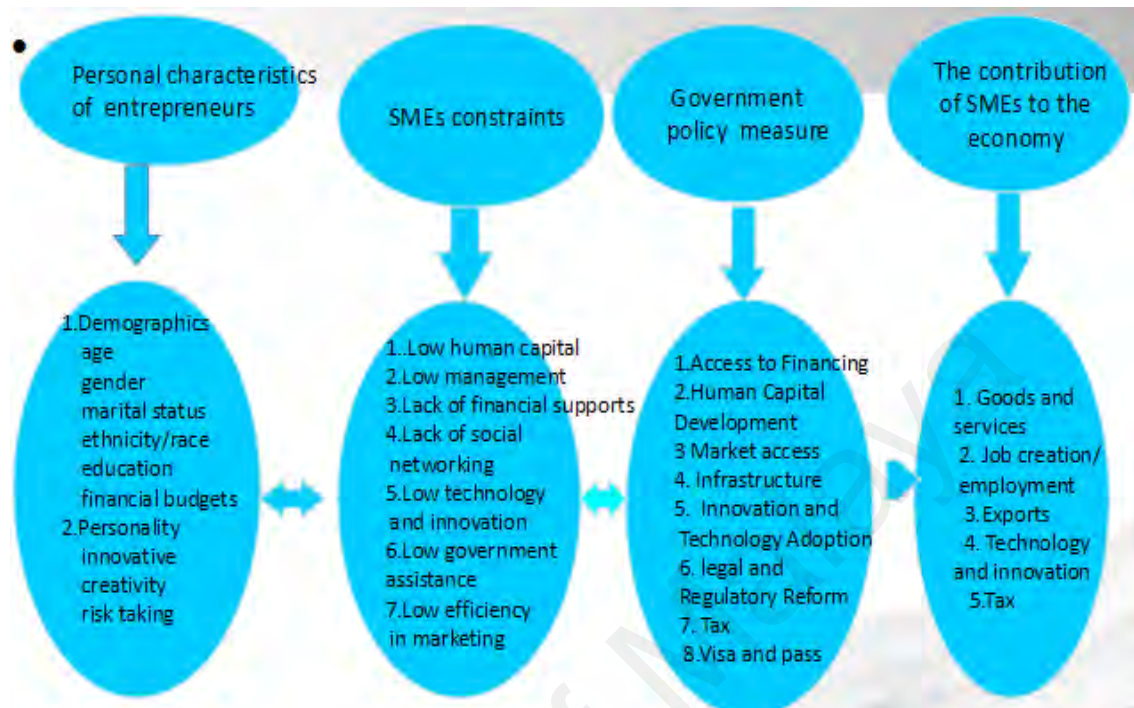 •
Personal characteristics
of entrepreneurs
SMEs constraints
Government
policy measure
The contribution
of SMEs to the
economy
1.Demographics
age
gender
marital status
ethnicity/race
education
financial budgets
2.Personality
innovative
creativity
risk taking
1..Low human capital
2.Low management
3.Lack of financial supports
4.Lack of social
networking
5.Low technology
and innovation
6.Low government
assistance
7.Low efficiency
in marketing
1.Access to Financing
2.Human Capital
Development
3 Market access
4. Infrastructure
5. Innovation and
Technology Adoption
6. legal and
Regulatory Reform
7. Tax
8.Visa and pass
1. Goods and
services
2. Job creation/
employment
3.Exports
4. Technology
and innovation
5.Tax